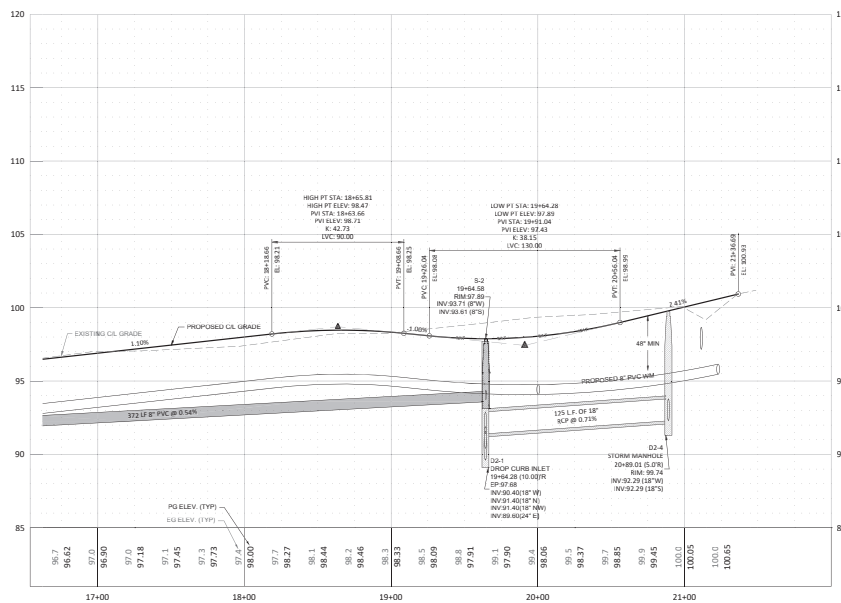 120
115
110
105
100
95
90
85
HIGH PT STA: 18+65.81
HIGH PT ELEV: 98.47
PVI STA: 18+63.66
PVI ELEV: 98.71
K: 42.73
LVC: 90.00
LOW PT STA: 19+64.28
LOW PT ELEV: 97.89
PVI STA: 19+91.04
PVI ELEV: 97.43
K: 38.15
LVC: 130.00
PVC: 18+18.66
EL: 98.21
PVT: 19+08.66
EL: 98.25
PVC: 19+26.04
EL: 98.08
PVT: 20+56.04
EL: 98.99
PVI: 21+36.69
EL: 100.93
S-2
19+64.58
RIM:97.89
INV:93.71 (8"W)
INV:93.61 (8"S)
EXISTING C/L GRADE
PROPOSED C/L GRADE
1.10%
-1.00%
2.41%
48" MIN
PROPOSED 8" PVC WM
372 LF 8" PVC @ 0.54%
125 L.F. OF 18"
RCP @ 0.71%
D2-1
DROP CURB INLET
19+64.28 (10.00)'R
EP:97.68
INV:90.40(18" W)
INV:91.40(18" N)
INV:91.40(18" NW)
INV:89.60(24" E)
D2-4
STORM MANHOLE
20+89.01 (5.0'R)
RIM: 99.74
INV:92.29 (18"W)
INV:92.29 (18"S)
PG ELEV. (TYP)
EG ELEV. (TYP)
96.7 96.62
97.0 96.90
97.0 97.18
97.1 97.45
97.3 97.73
97.4 98.00
98.7 98.27
98.1 98.44
98.2 98.46
98.3 98.33
98.5 98.09
98.8 97.91
99.1 97.90
99.4 98.06
99.5 98.37
99.7 98.85
99.9 99.45
100.0 100.05
100.0 100.65
17+00
18+00
19+00
20+00
21+00